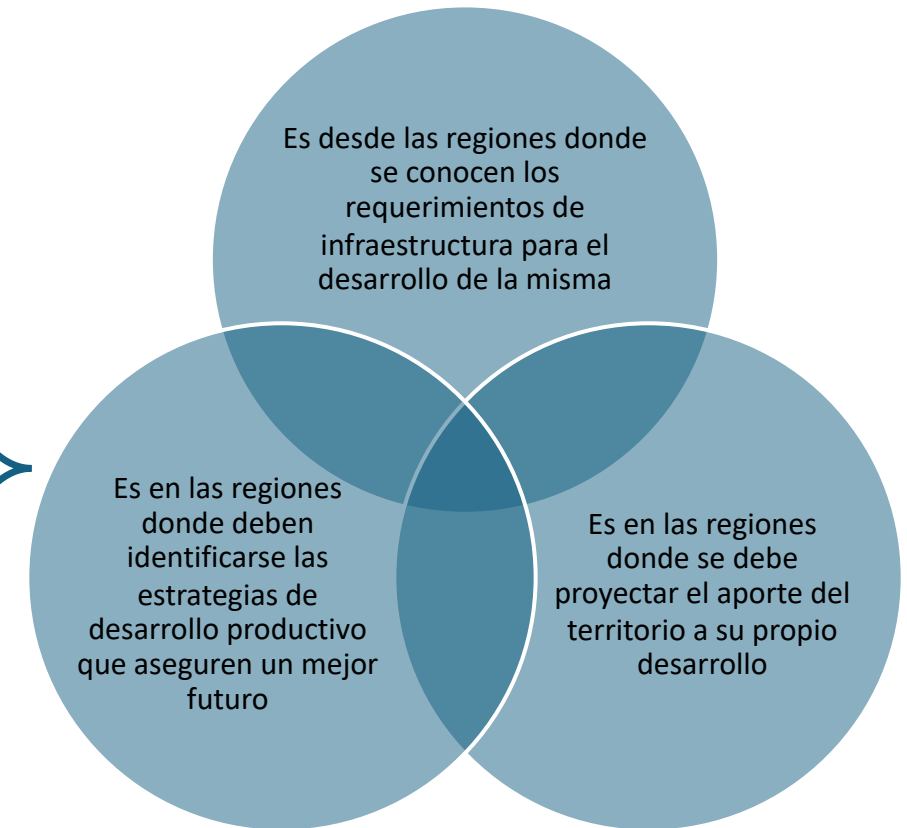 Es desde las regiones donde
se conocen los
requerimientos de
infraestructura para el
desarrollo de la misma
Es en las regiones
donde deben
identificarse las
estrategias de
desarrollo productivo
que aseguren un mejor
futuro
Es en las regiones
donde se debe
proyectar el aporte del
territorio a su propio
desarrollo